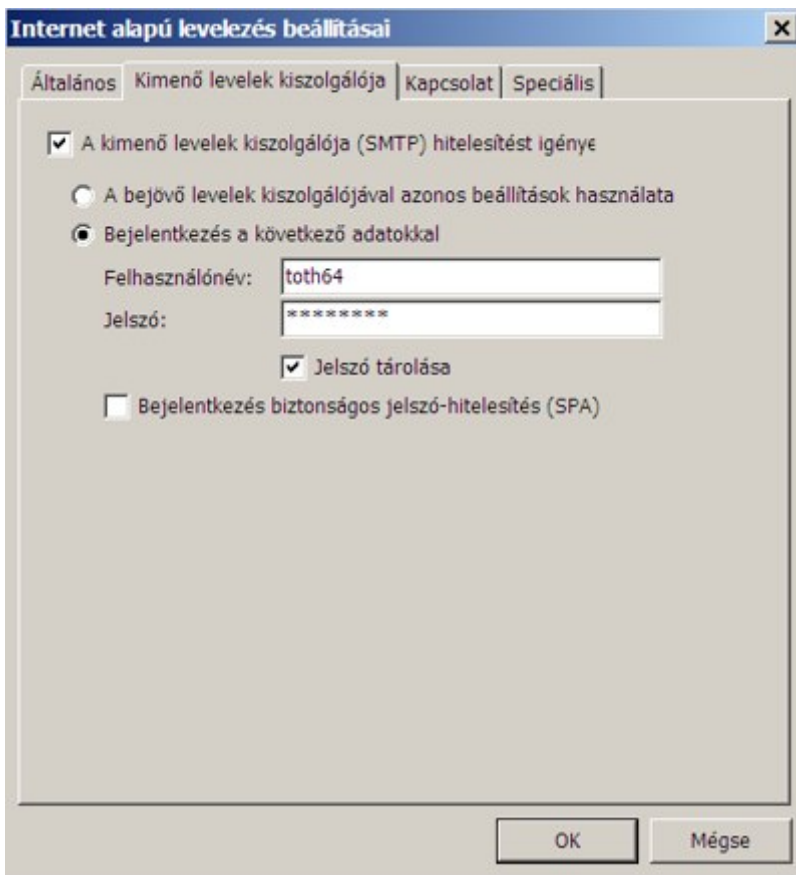 Internet alapú levelezés beállításai
Általános Kimenő levelek kiszolgálója Kapcsolat Speciális
A kimenő levelek kiszolgálója (SMTP) hitelesítést igénye
A bejövő levelek kiszolgálójával azonos beállítások használata
Bejelentkezés a következő adatokkal
Felhasználónév: toth64
Jelszó: ********
Jelszó tárolása
Bejelentkezés biztonságos jelszó-hitelesítés (SPA)
OK Mégse